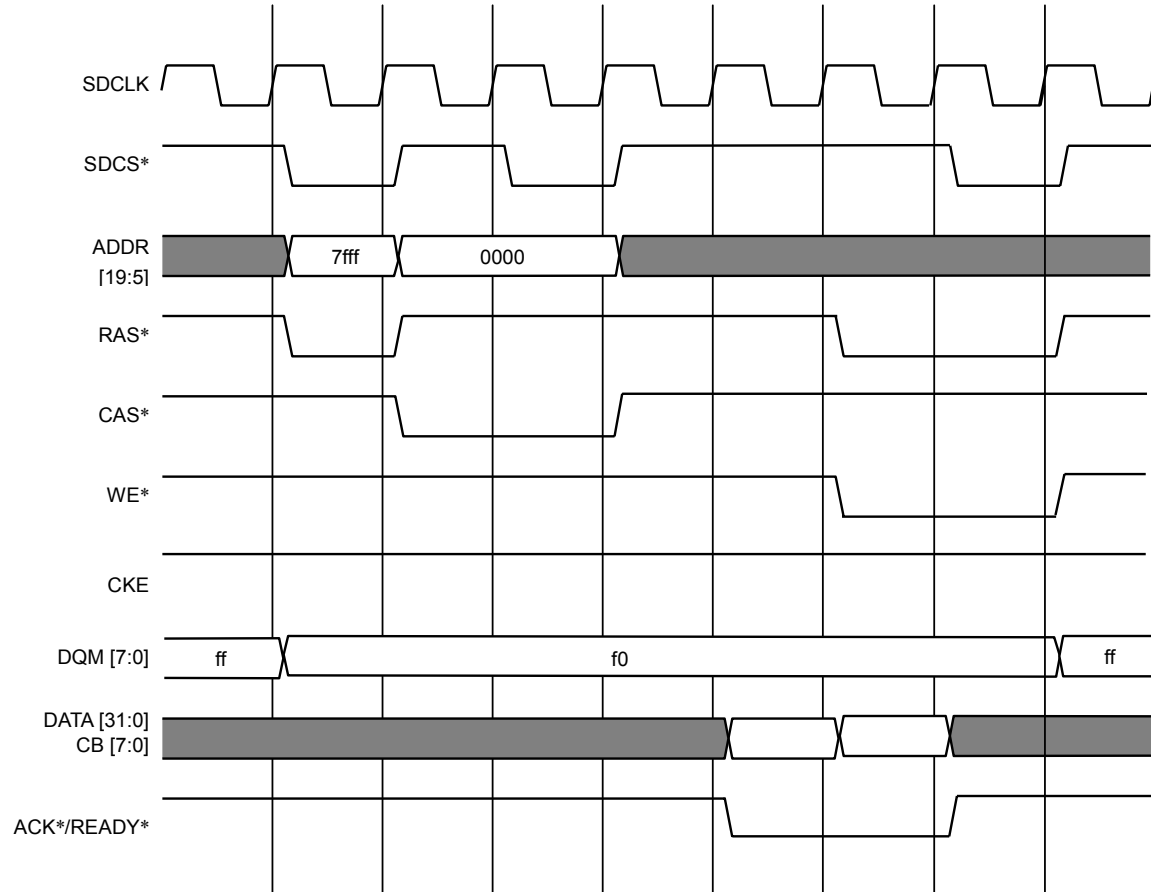 SDCLK
SDCS*
ADDR
[19:5]
7fff
0000
RAS*
CAS*
WE*
CKE
DQM [7:0]
ff
f0
ff
DATA [31:0]
CB [7:0]
ACK*/READY*